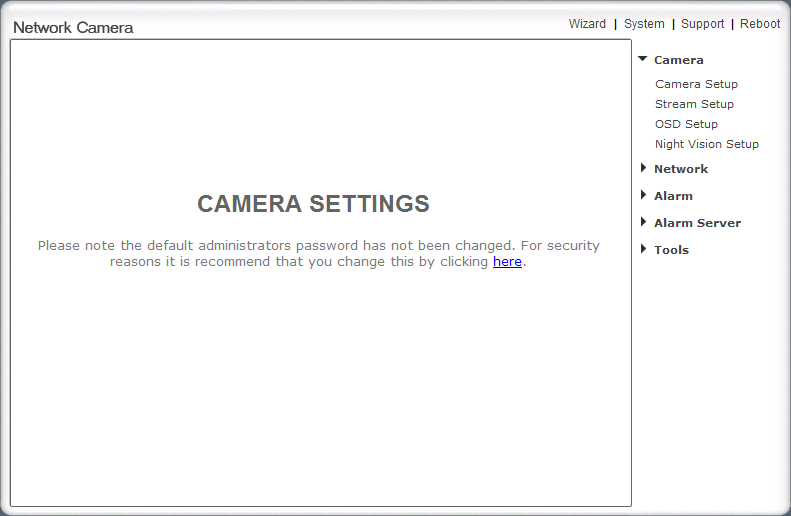 Network Camera
Wizard | System | Support | Reboot
CAMERA SETTINGS
Please note the default administrators password has not been changed. For security
reasons it is recommend that you change this by clicking here.
Camera
Camera Setup
Stream Setup
OSD Setup
Night Vision Setup
Network
Alarm
Alarm Server
Tools